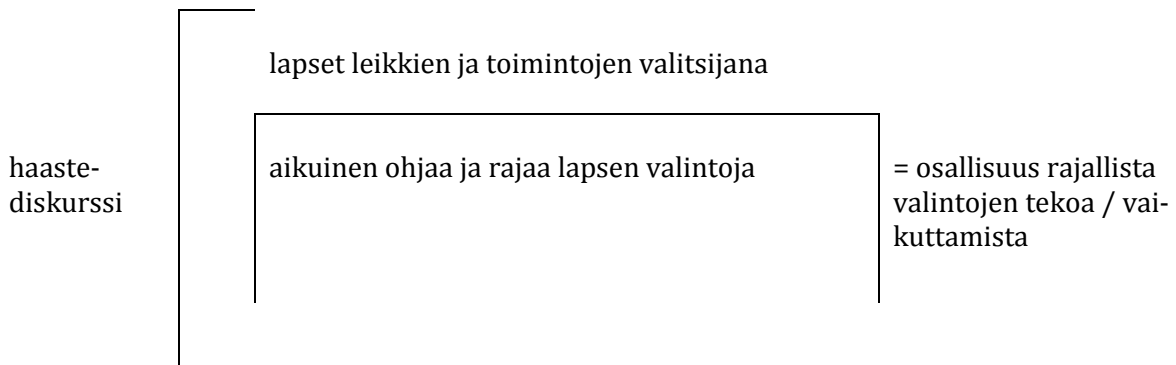 lapset leikkien ja toimintojen valitsijana
haaste-
diskurssi
aikuinen ohjaa ja rajaa lapsen valintoja
= osallisuus rajallista
valintojen tekoa / vai-
kuttamista